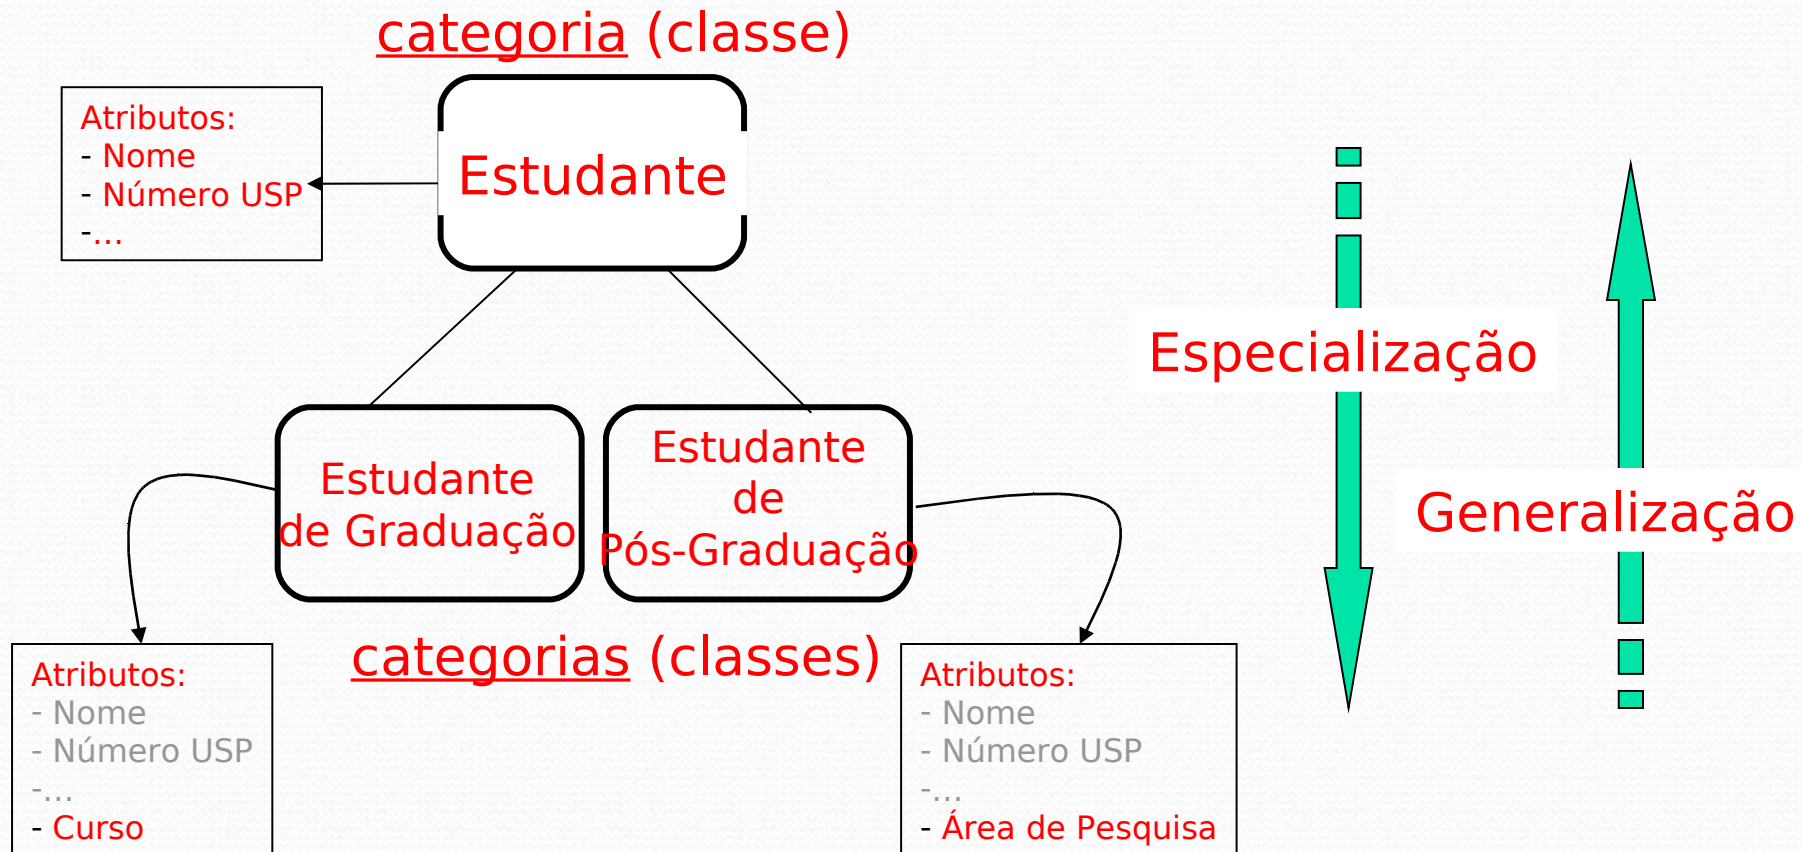 categoria (classe)
Atributos:
- Nome
- Número USP
-...
Estudante
Especialização
Generalização
Estudante
de Graduação
Estudante
de
Pós-Graduação
categorias (classes)
Atributos:
- Nome
- Número USP
-...
- Curso
Atributos:
- Nome
- Número USP
-...
- Área de Pesquisa